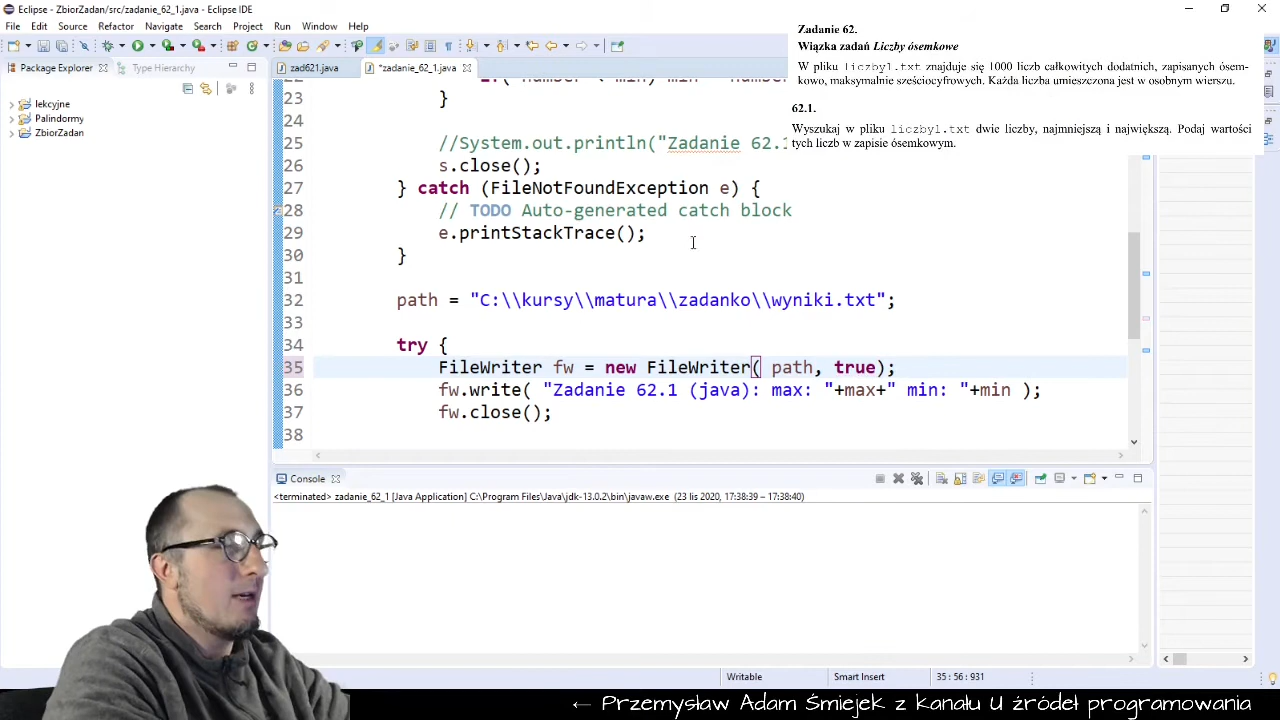 Eclipse - ZbiorZadan/src/zadanie_62_1.java - Eclipse IDE
File Edit Source Refactor Navigate Search Project Run Window Help
Package Explorer Type Hierarchy
lekcyjne
Palindormy
ZbiorZadan
zad621.java *zadanie_62_1.java
Zadanie 62.
Wiązka zadań Liczby ósemkowe
W pliku liczby1.txt znajduje się 1000 liczb całkowitych dodatnich, zapisanych ósem-
kowo, maksymalnie sześciocyfrowych. Każda liczba umieszczona jest w osobnym wierszu.
62.1.
Wyszukaj w pliku liczby1.txt dwie liczby, najmniejszą i największą. Podaj wartości
tych liczb w zapisie ósemkowym.
23 }
24
25 //System.out.println("Zadanie 62.1
26 s.close();
27 } catch (FileNotFoundException e) {
28 // TODO Auto-generated catch block
29 e.printStackTrace();
30 }
31
32 path = "C:\\kursy\\matura\\zadanko\\wyniki.txt";
33
34 try {
35 FileWriter fw = new FileWriter( path, true);
36 fw.write( "Zadanie 62.1 (java): max: "+max+" min: "+min );
37 fw.close();
38
Console
<terminated> zadanie_62_1 [Java Application] C:\Program Files\Java\jdk-13.0.2\bin\javaw.exe (23 lis 2020, 17:38:39 – 17:38:40)
Writable Smart Insert 35 : 56 : 931
← Przemysław Adam Śmiejek z kanału U źródeł programowania